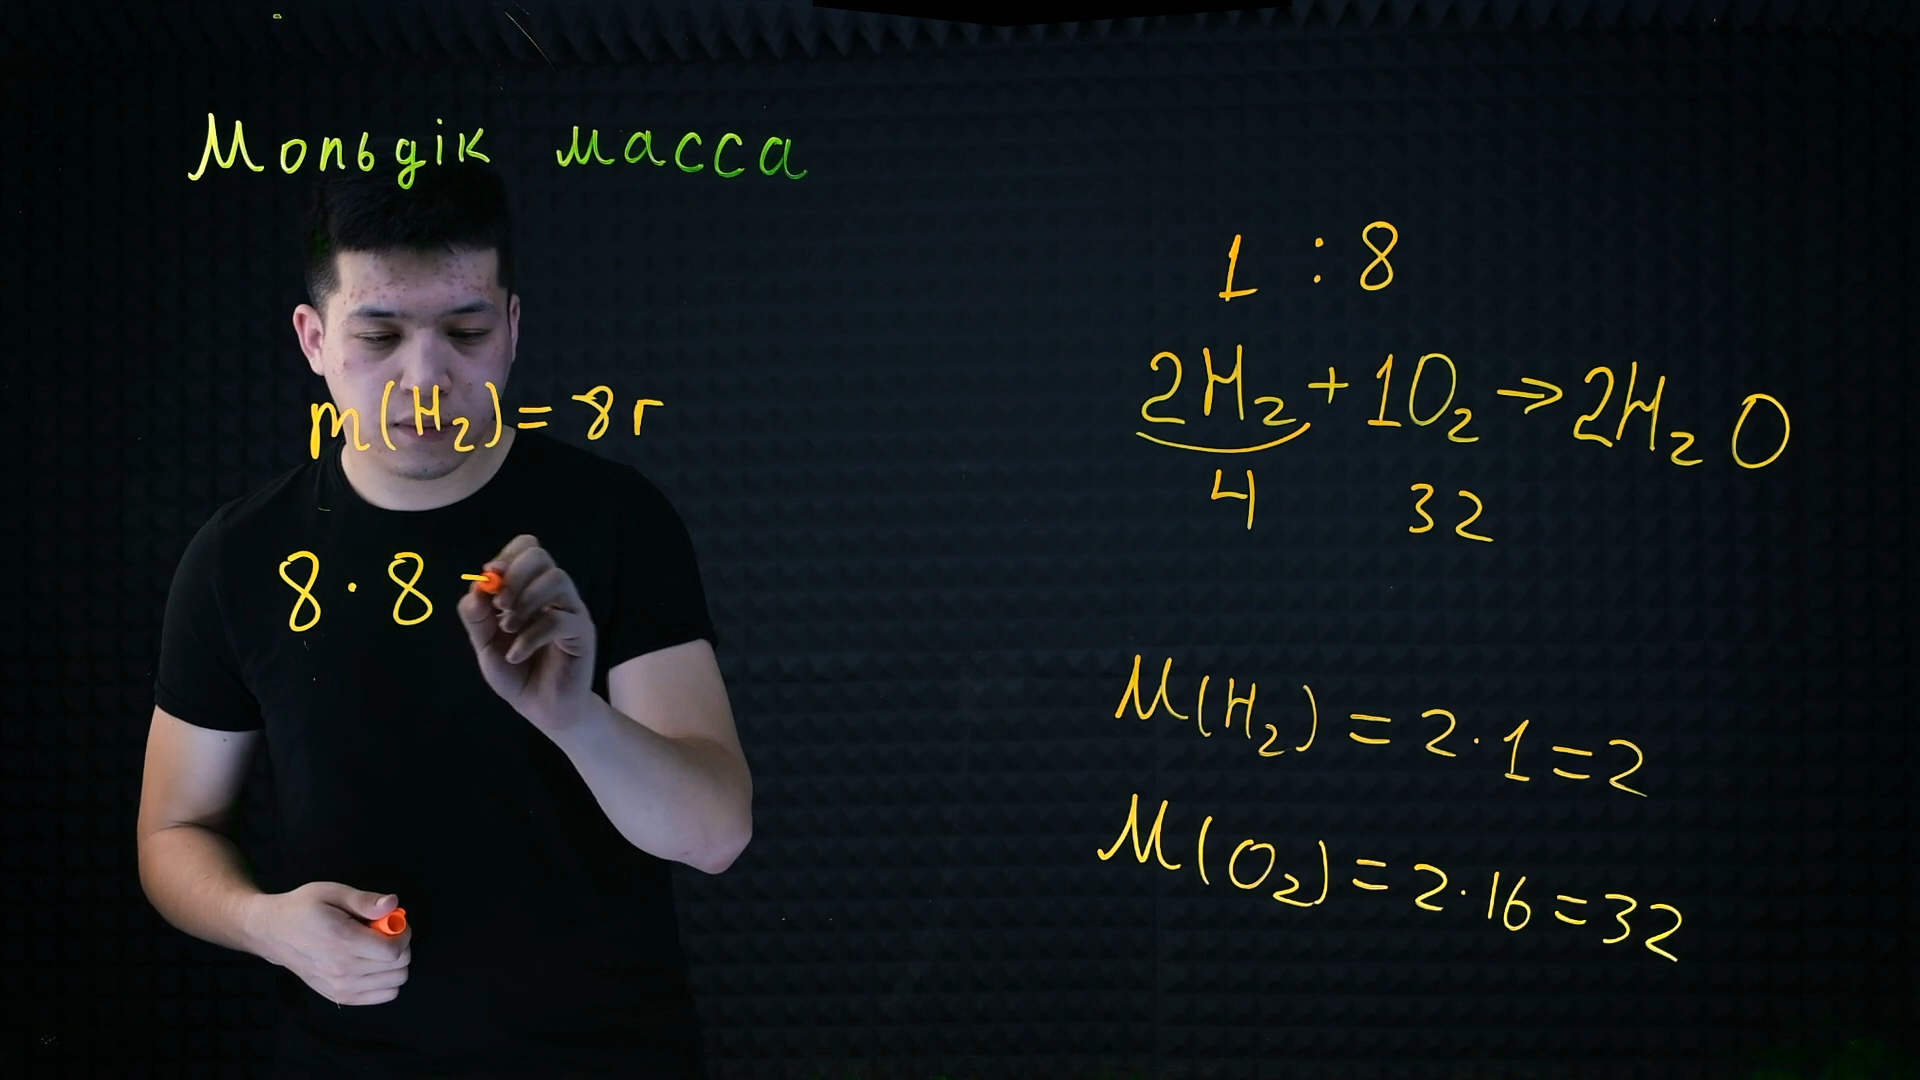 Мольдік масса
m(H₂) = 8г
8 · 8 -
1 : 8
2H₂ + 1O₂ → 2H₂O
4 32
M(H₂) = 2 · 1 = 2
M(O₂) = 2 · 16 = 32